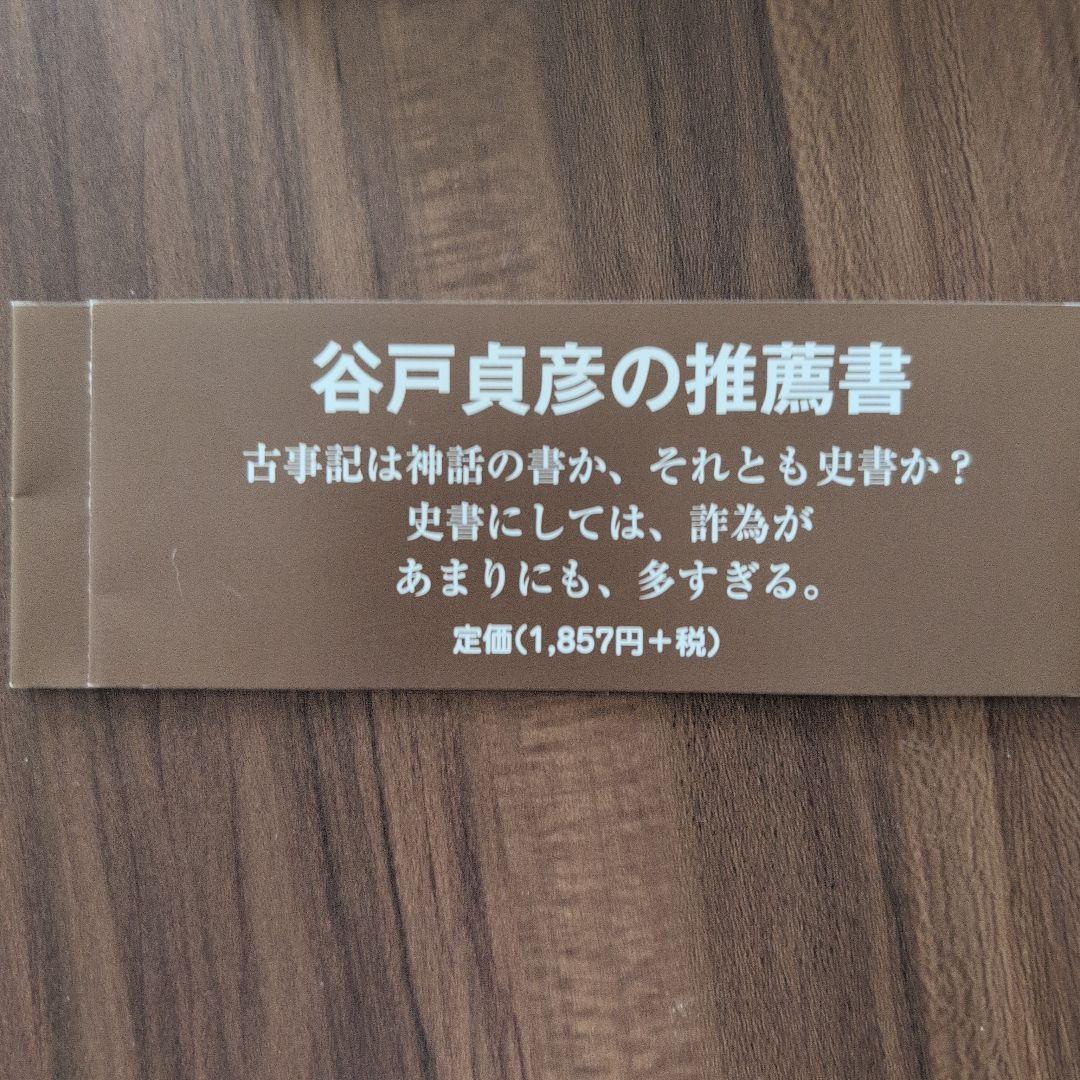 谷戸貞彦の推薦書
古事記は神話の書か、それとも史書か？
史書にしては、詐為が
あまりにも、多すぎる。
定価(1,857円＋税)